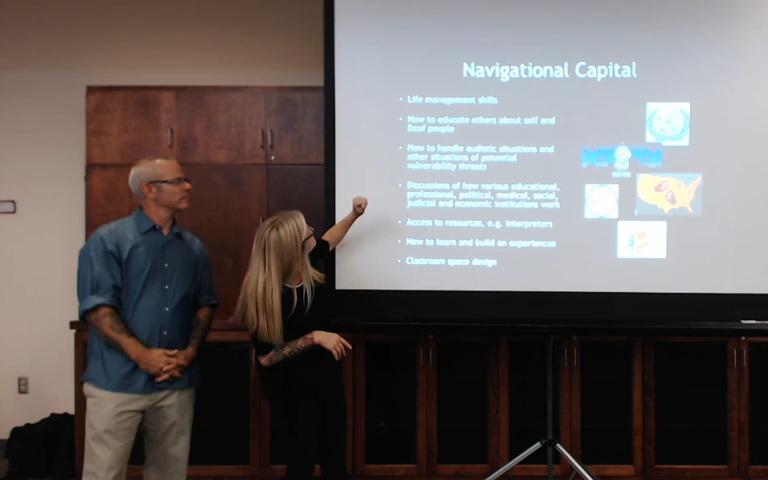 Navigational Capital
• Life management skills
• How to educate others about self and
Deaf people
• How to handle audistic situations and
other situations of potential
vulnerability threats
• Discussions of how various educational,
professional, political, medical, social,
judicial and economic institutions work
• Access to resources, e.g. interpreters
• How to learn and build on experiences
• Classroom space design